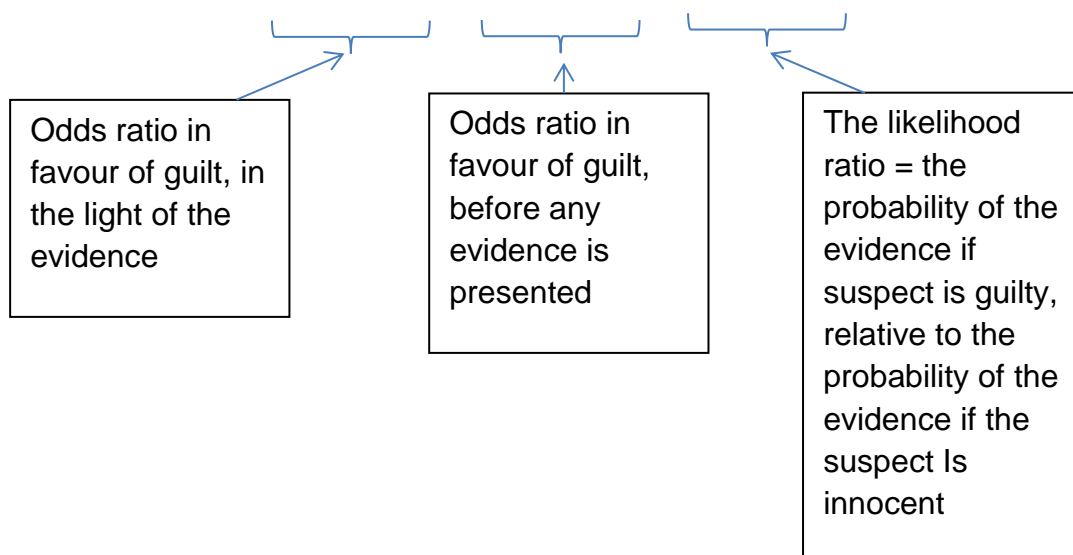 Odds ratio in
favour of guilt, in
the light of the
evidence
Odds ratio in
favour of guilt,
before any
evidence is
presented
The likelihood
ratio = the
probability of the
evidence if
suspect is guilty,
relative to the
probability of the
evidence if the
suspect Is
innocent